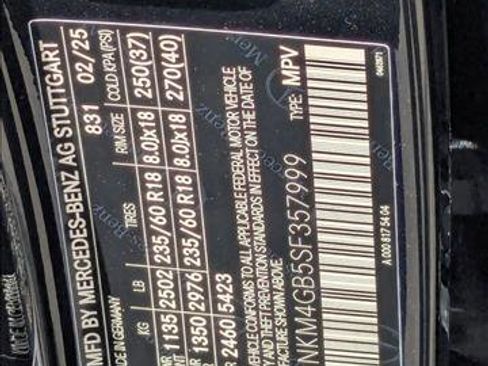 MFD BY MERCEDES-BENZ AG STUTTGART
MADE IN GERMANY 831 02/25
KG LB TIRES RIM SIZE COLD KPA(PSI)
1135 2502 235/60 R18 8.0Jx18 250(37)
1350 2976 235/60 R18 8.0Jx18 270(40)
2460 5423
VEHICLE CONFORMS TO ALL APPLICABLE FEDERAL MOTOR VEHICLE
Y AND THEFT PREVENTION STANDARDS IN EFFECT ON THE DATE OF
FACTURE SHOWN ABOVE
NKM4GB5SF357999 TYPE: MPV
A 000 817 54 04